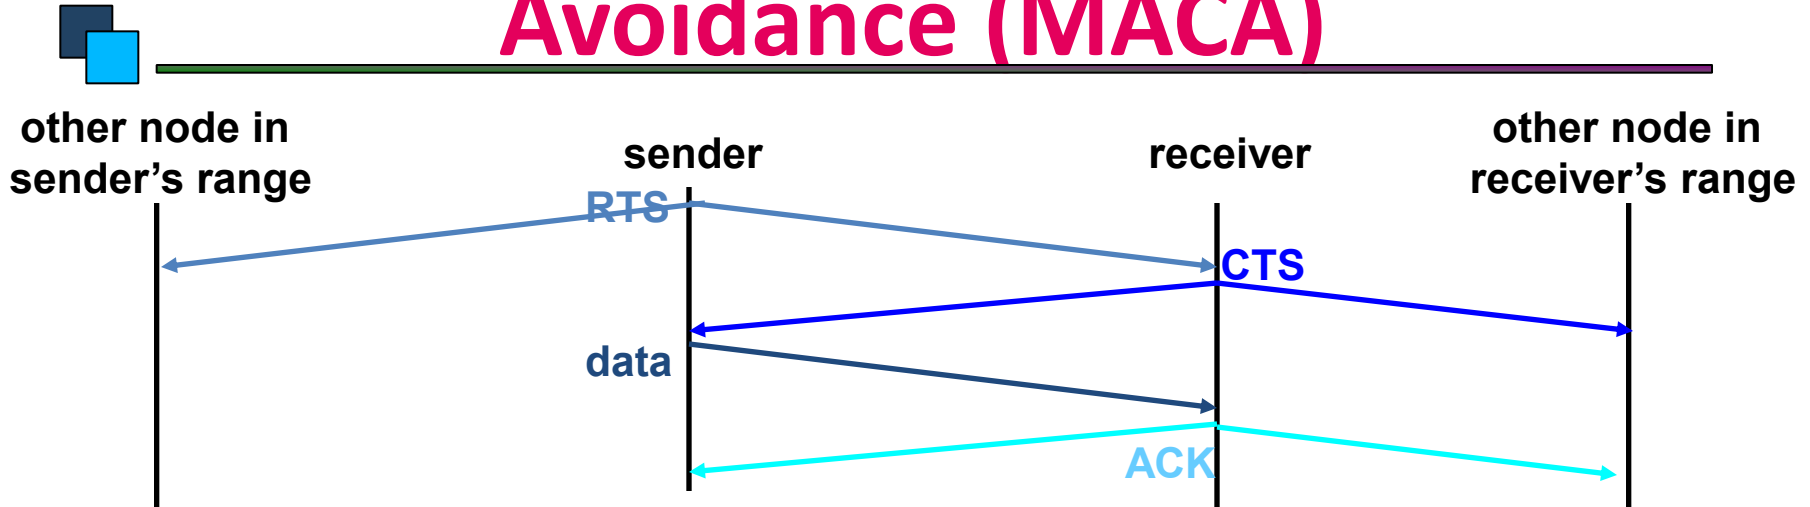 Avoidance (MACA)
other node in
sender’s range
sender
receiver
other node in
receiver’s range
RTS
CTS
data
ACK